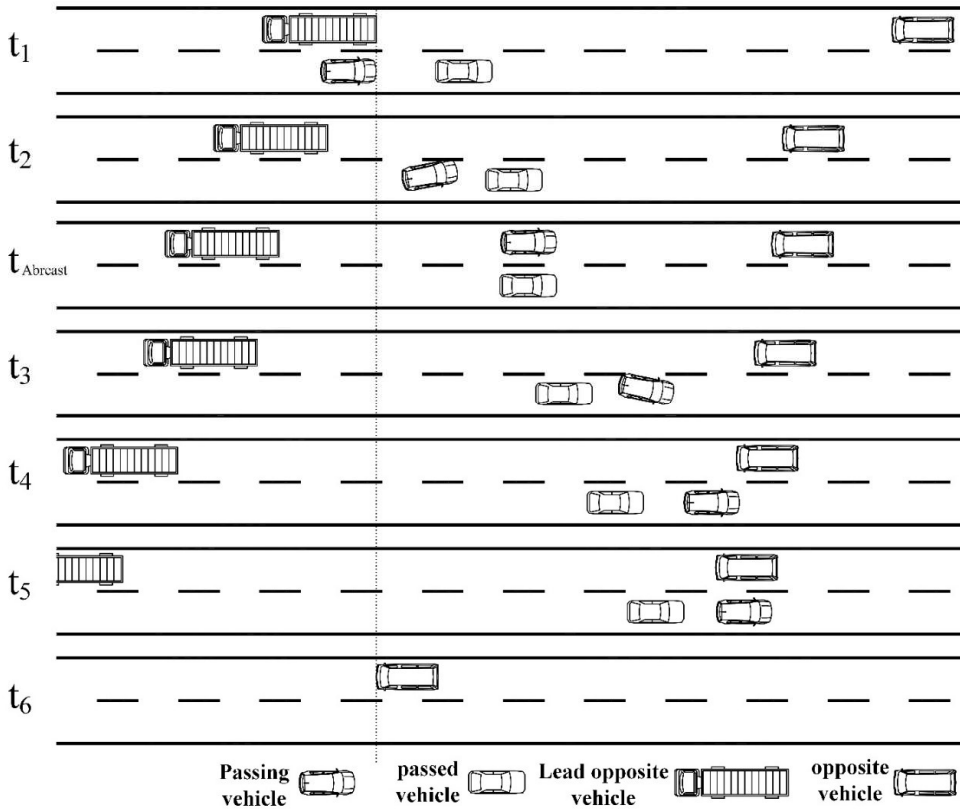 t1
t2
tAbreast
t3
t4
t5
t6
Passing vehicle
passed vehicle
Lead opposite vehicle
opposite vehicle